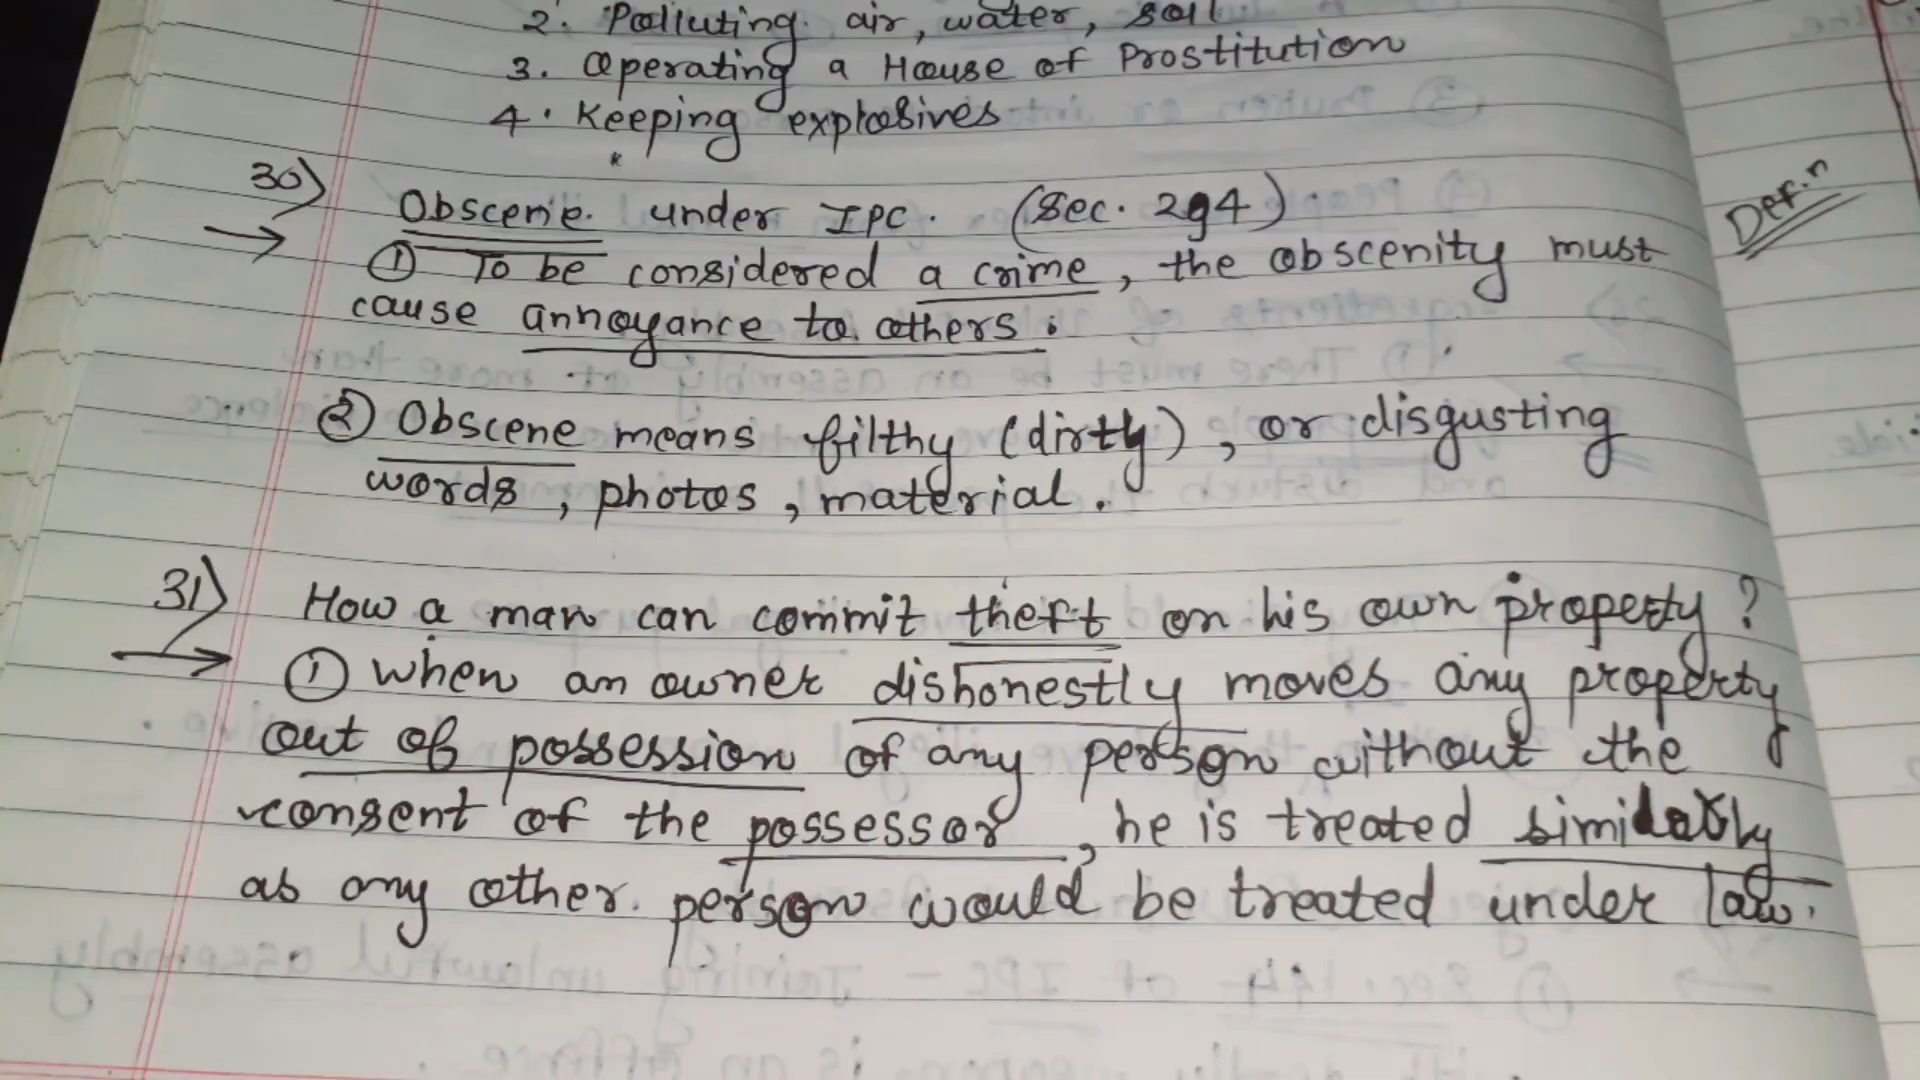 2. Polluting air, water, soil
3. Operating a House of Prostitution
4. Keeping explosives
30) Obscene under IPC. (Sec. 294)
Def.n
→ ① To be considered a crime, the obscenity must
cause annoyance to others.
② Obscene means filthy (dirty), or disgusting
words, photos, material.
31) How a man can commit theft on his own property?
→ ① When an owner dishonestly moves any property
out of possession of any person without the
consent of the possessor, he is treated similarly
as any other person would be treated under law.